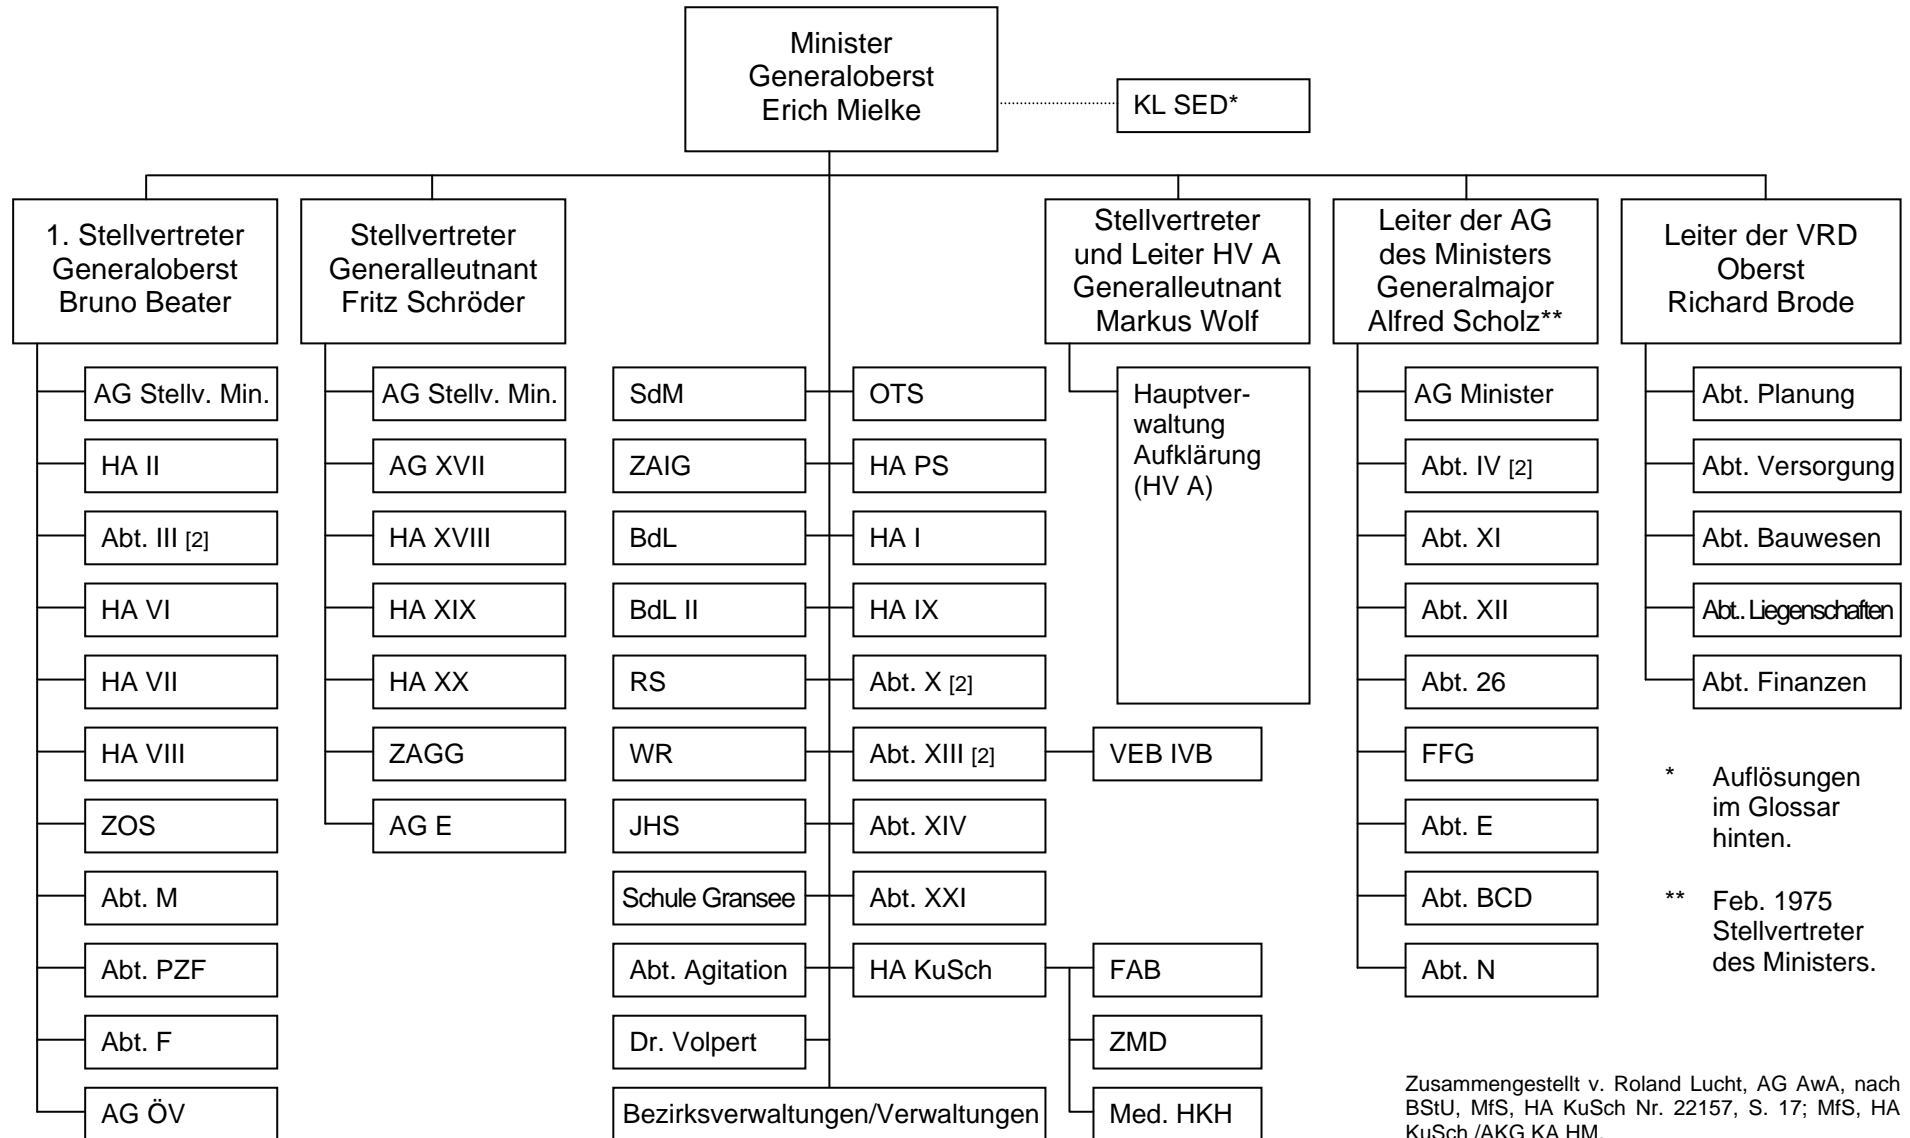 Minister
Generaloberst
Erich Mielke
KL SED*
1. Stellvertreter
Generaloberst
Bruno Beater
Stellvertreter
Generalleutnant
Fritz Schröder
Stellvertreter
und Leiter HV A
Generalleutnant
Markus Wolf
Leiter der AG
des Ministers
Generalmajor
Alfred Scholz**
Leiter der VRD
Oberst
Richard Brode
AG Stellv. Min.
HA II
Abt. III [2]
HA VI
HA VII
HA VIII
ZOS
Abt. M
Abt. PZF
Abt. F
AG ÖV
AG Stellv. Min.
AG XVII
HA XVIII
HA XIX
HA XX
ZAGG
AG E
SdM
ZAIG
BdL
BdL II
RS
WR
JHS
Schule Gransee
Abt. Agitation
Dr. Volpert
Bezirksverwaltungen/Verwaltungen
OTS
HA PS
HA I
HA IX
Abt. X [2]
Abt. XIII [2]
VEB IVB
Abt. XIV
Abt. XXI
HA KuSch
FAB
ZMD
Med. HKH
Hauptver-
waltung
Aufklärung
(HV A)
AG Minister
Abt. IV [2]
Abt. XI
Abt. XII
Abt. 26
FFG
Abt. E
Abt. BCD
Abt. N
Abt. Planung
Abt. Versorgung
Abt. Bauwesen
Abt.. Liegenschaften
Abt. Finanzen
* Auflösungen
im Glossar
hinten.
** Feb. 1975
Stellvertreter
des Ministers.
Zusammengestellt v. Roland Lucht, AG AwA, nach
BStU, MfS, HA KuSch Nr. 22157, S. 17; MfS, HA
KuSch /AKG KA HM.